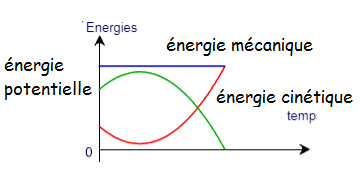 Energies
énergie mécanique
énergie
potentielle
énergie cinétique
temps
0